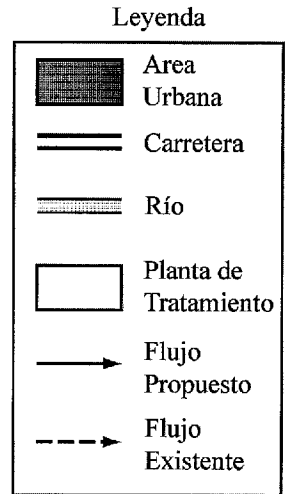 Leyenda
Area
Urbana
Carretera
Río
Planta de
Tratamiento
Flujo
Propuesto
Flujo
Existente